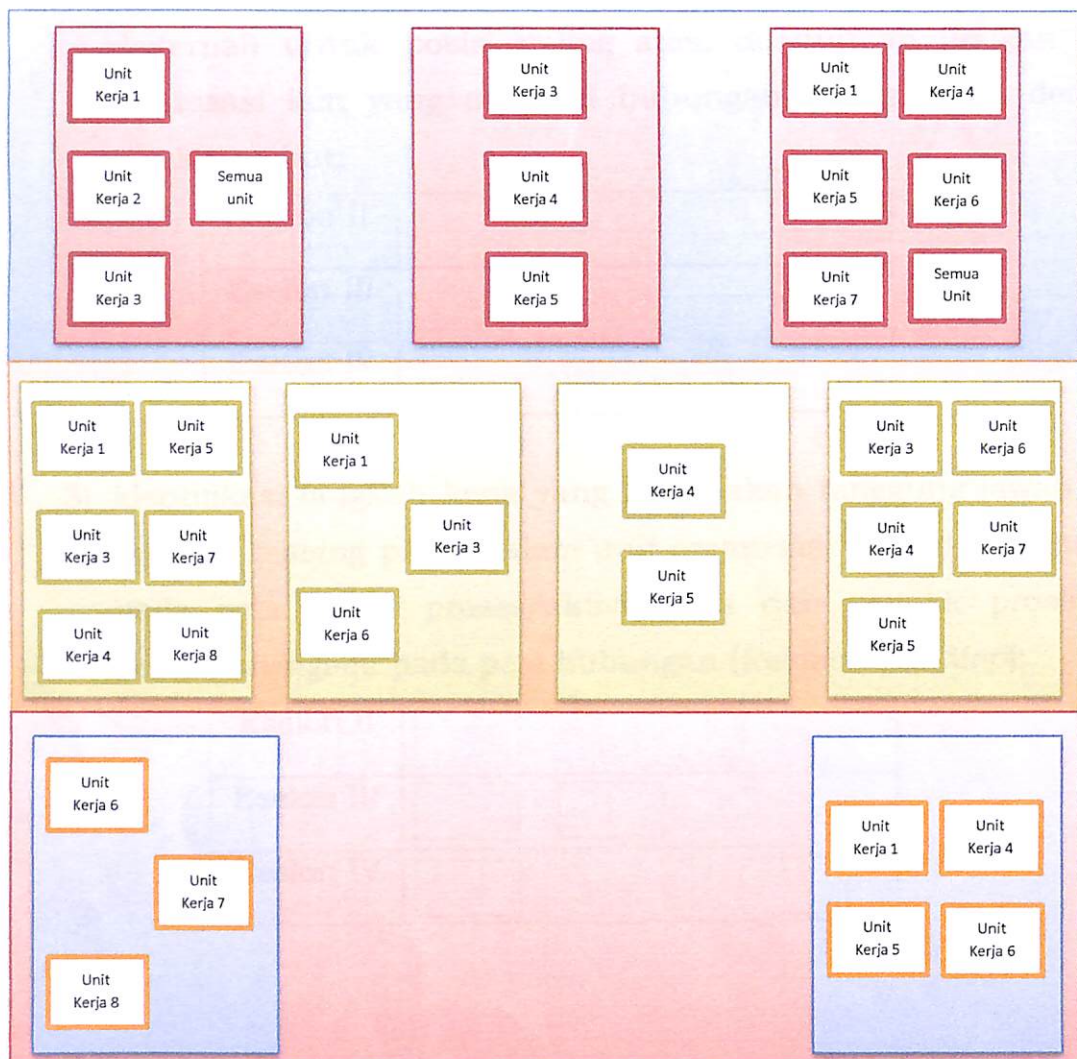 Unit
Kerja 1
Unit
Kerja 2
Semua
unit
Unit
Kerja 3
Unit
Kerja 3
Unit
Kerja 4
Unit
Kerja 5
Unit
Kerja 1
Unit
Kerja 4
Unit
Kerja 5
Unit
Kerja 6
Unit
Kerja 7
Semua
Unit
Unit
Kerja 1
Unit
Kerja 5
Unit
Kerja 3
Unit
Kerja 7
Unit
Kerja 4
Unit
Kerja 8
Unit
Kerja 1
Unit
Kerja 3
Unit
Kerja 6
Unit
Kerja 4
Unit
Kerja 5
Unit
Kerja 3
Unit
Kerja 6
Unit
Kerja 4
Unit
Kerja 7
Unit
Kerja 5
Unit
Kerja 6
Unit
Kerja 7
Unit
Kerja 8
Unit
Kerja 1
Unit
Kerja 4
Unit
Kerja 5
Unit
Kerja 6